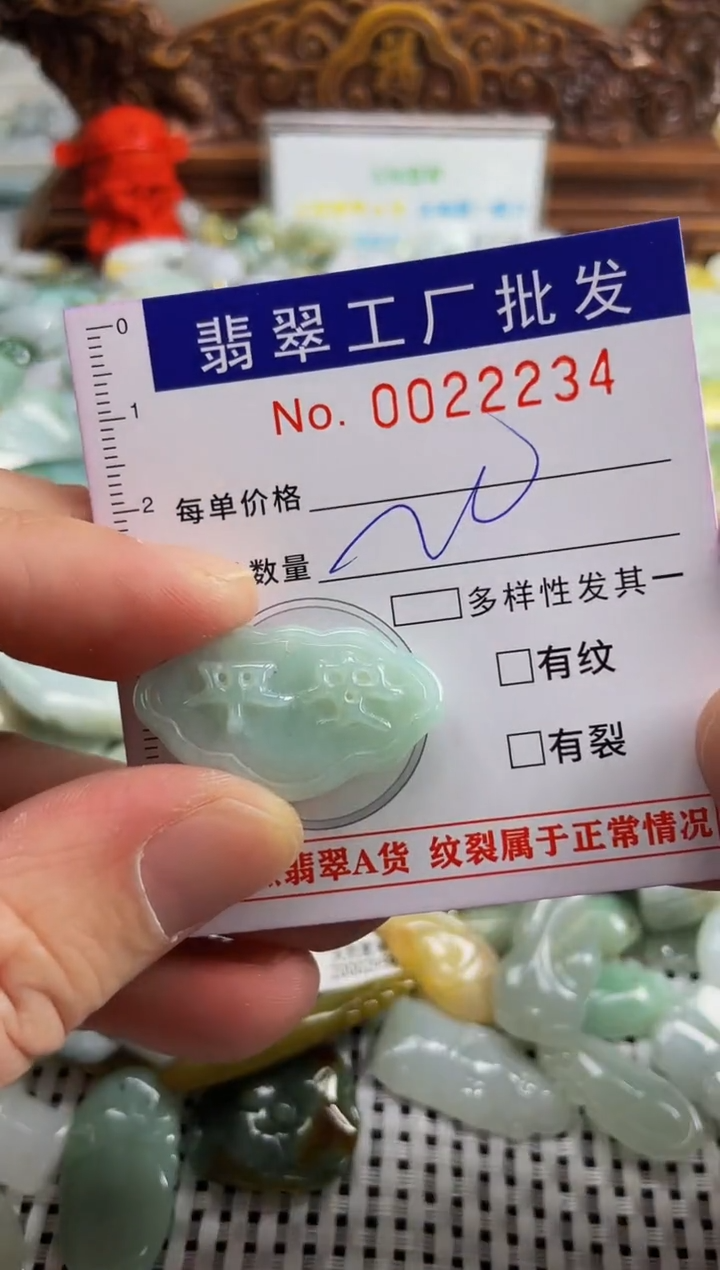 翡翠工厂批发
No. 0022234
0
1
2
每单价格
数量
多样性发其一
平安
有纹
有裂
翡翠A货 纹裂属于正常情况